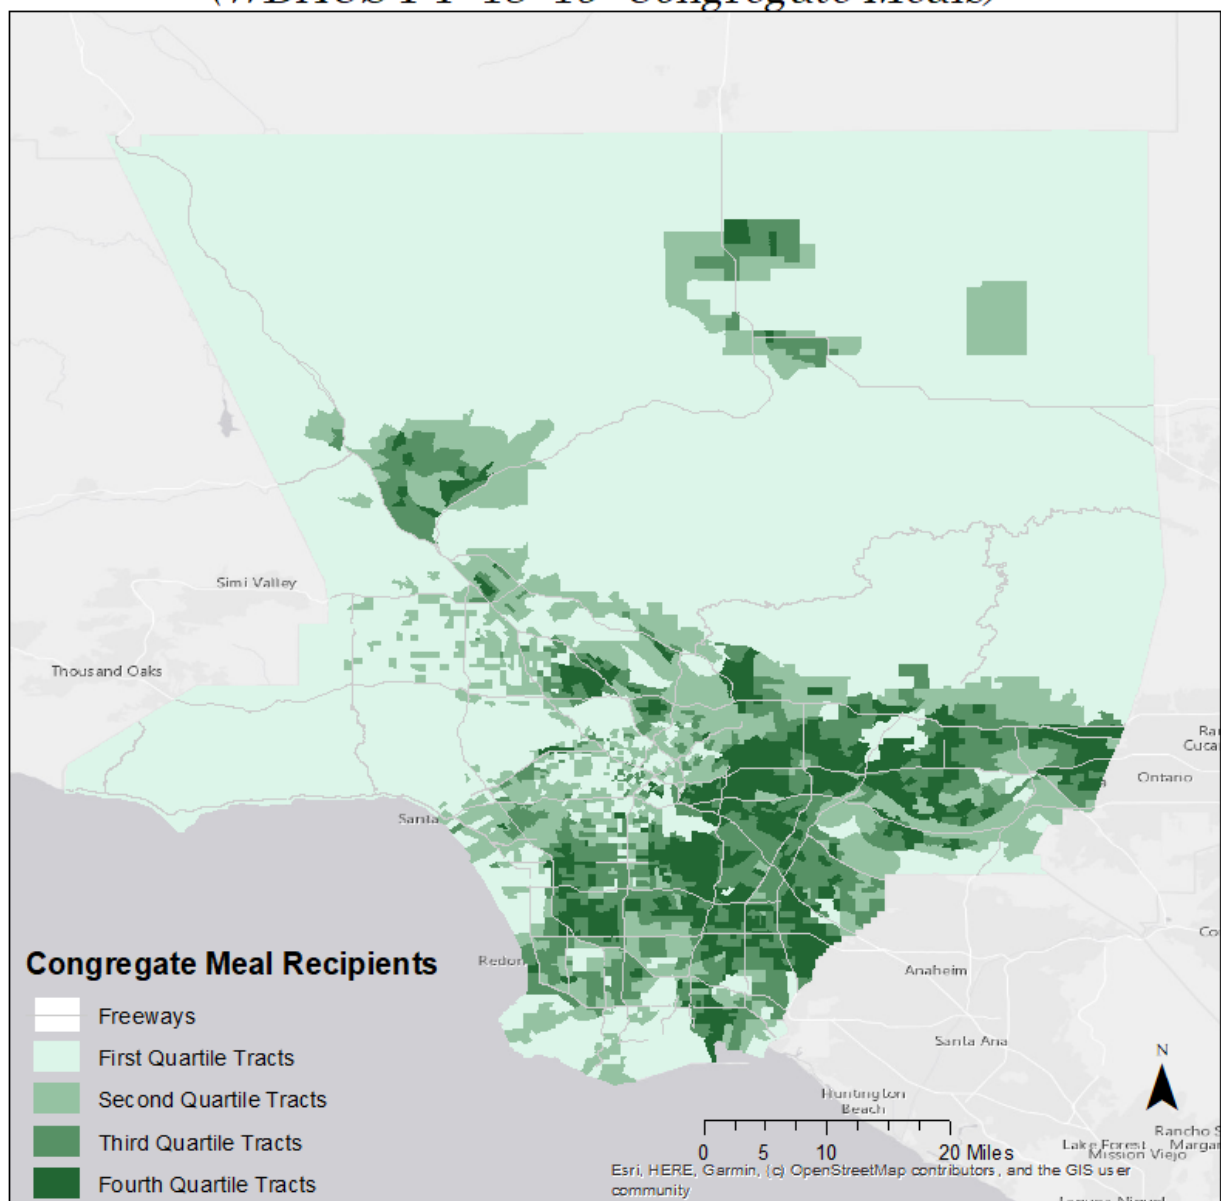 Simi Valley
Thousand Oaks
Ontario
Santa
Redon
Anaheim
Santa Ana
Huntington
Beach
Lake Forest
Mission Viejo
Congregate Meal Recipients
Freeways
First Quartile Tracts
Second Quartile Tracts
Third Quartile Tracts
Fourth Quartile Tracts
N
0 5 10 20 Miles
Esri, HERE, Garmin, (c) OpenStreetMap contributors, and the GIS user
community